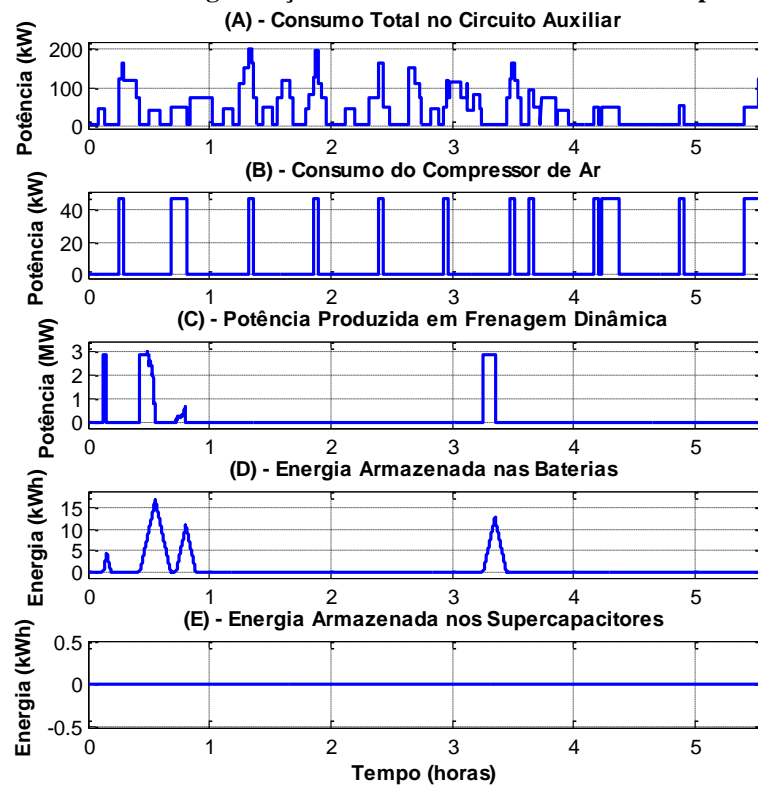 (A) - Consumo Total no Circuito Auxiliar
Potência (kW)
200
100
0
0 1 2 3 4 5
(B) - Consumo do Compressor de Ar
Potência (kW)
40
20
0
0 1 2 3 4 5
(C) - Potência Produzida em Frenagem Dinâmica
Potência (MW)
3
2
1
0
0 1 2 3 4 5
(D) - Energia Armazenada nas Baterias
Energia (kWh)
15
10
5
0
0 1 2 3 4 5
(E) - Energia Armazenada nos Supercapacitores
Energia (kWh)
0.5
0
-0.5
0 1 2 3 4 5
Tempo (horas)